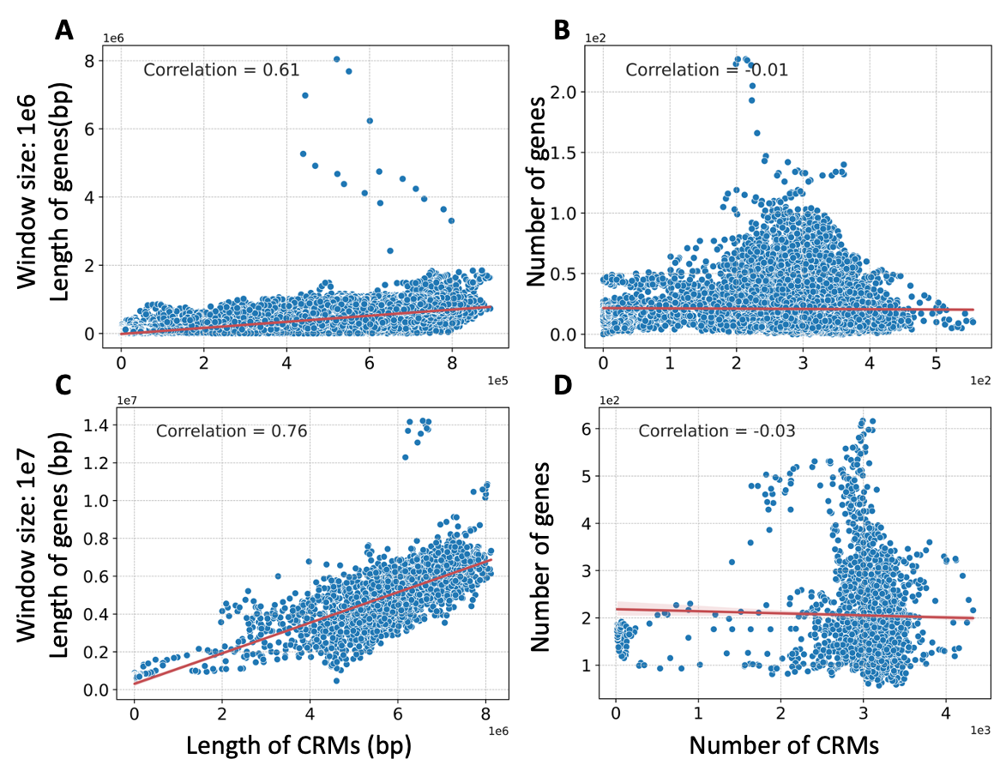 A
B
1e6
1e2
Correlation = 0.61
Correlation = -0.01
Window size: 1e6
Length of genes(bp)
8
6
4
2
0
0
2
4
6
8
1e5
Number of genes
2.0
1.5
1.0
0.5
0.0
0
1
2
3
4
5
1e2
C
D
1e7
1e2
Correlation = 0.76
Correlation = -0.03
Window size: 1e7
Length of genes (bp)
1.4
1.2
1.0
0.8
0.6
0.4
0.2
0.0
0
2
4
6
8
1e6
Length of CRMs (bp)
Number of genes
6
5
4
3
2
1
0
1
2
3
4
1e3
Number of CRMs